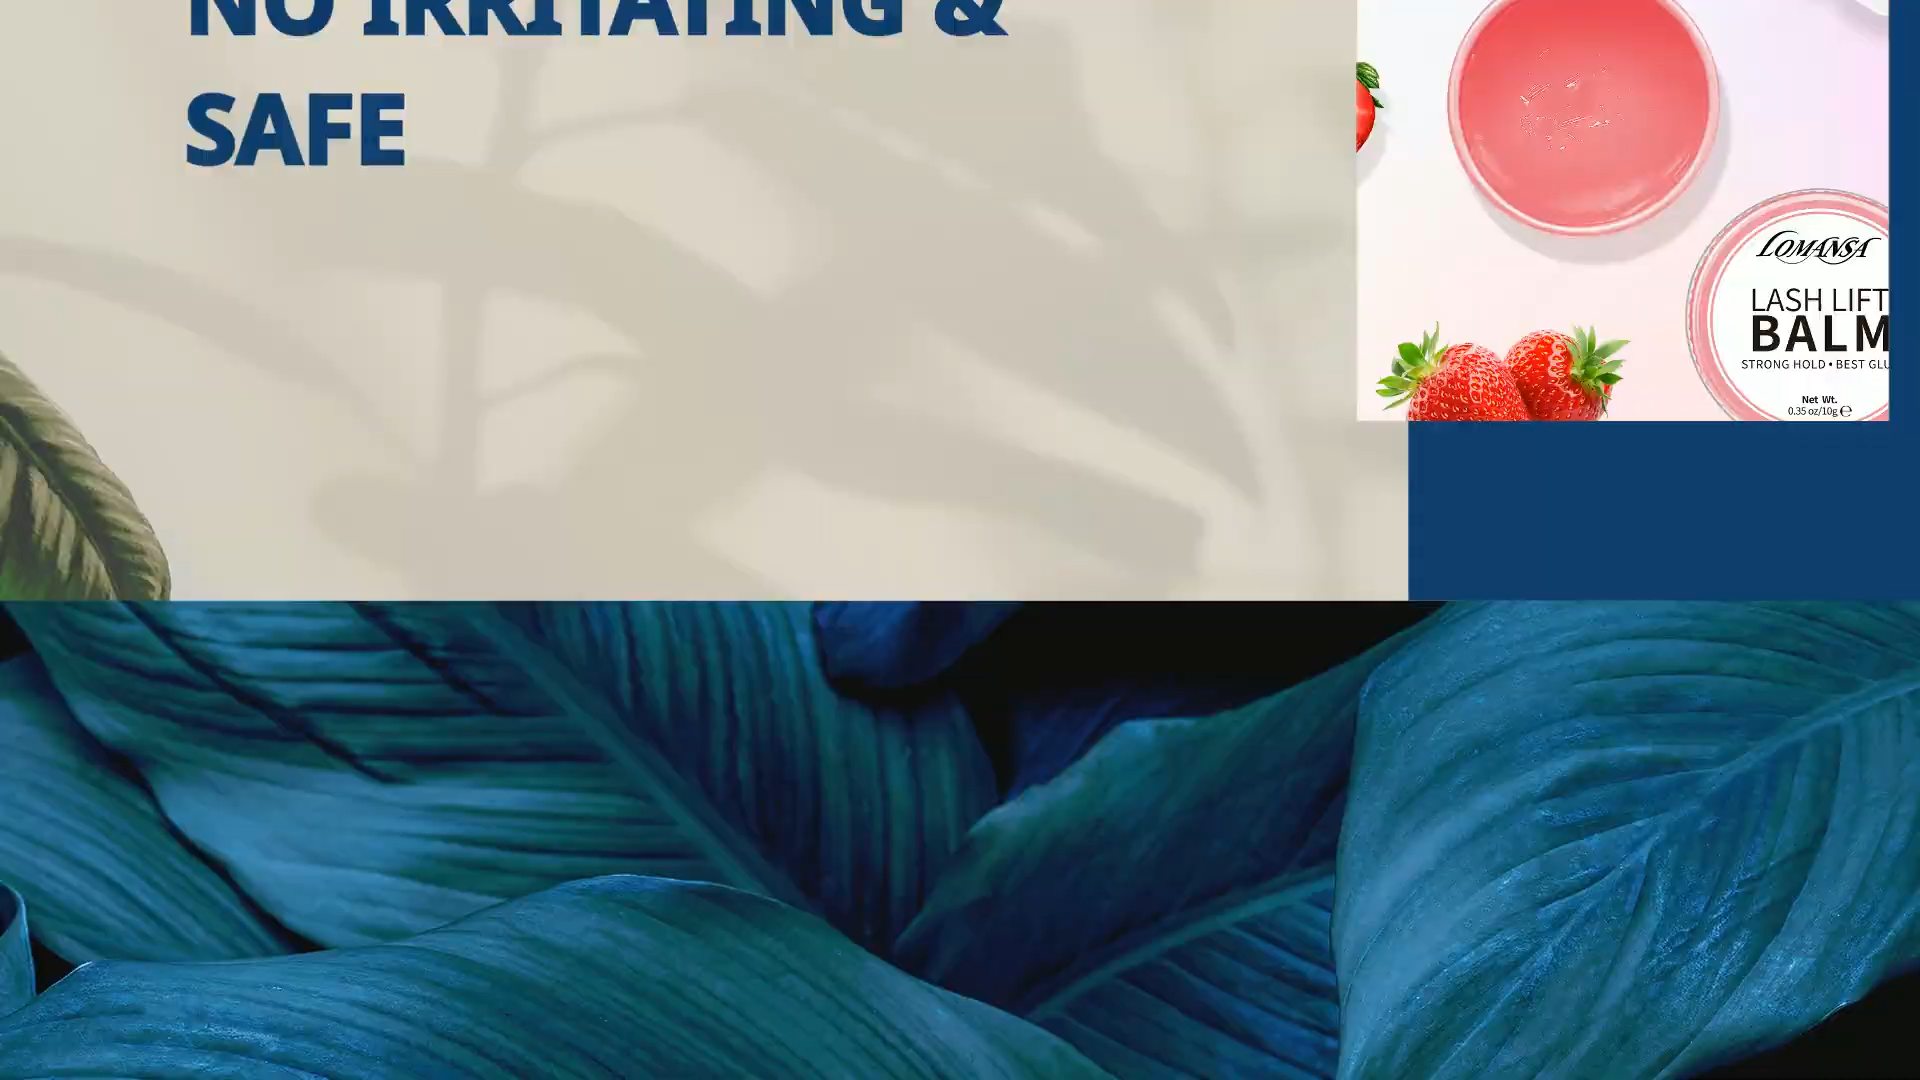 NO IRRITATING &
SAFE
LOMANSA
LASH LIFT
BALM
STRONG HOLD • BEST GLU
Net Wt.
0.35 oz/10g ℮